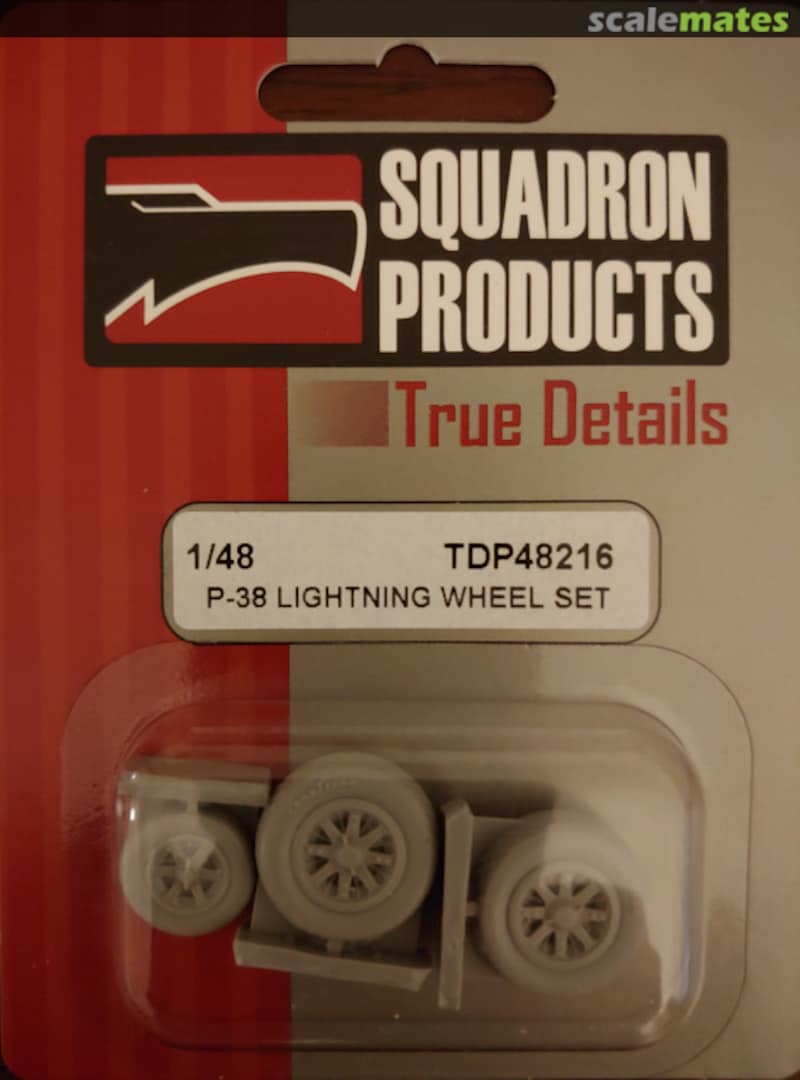 scalemates
SQUADRON
PRODUCTS
True Details
1/48 TDP48216
P-38 LIGHTNING WHEEL SET